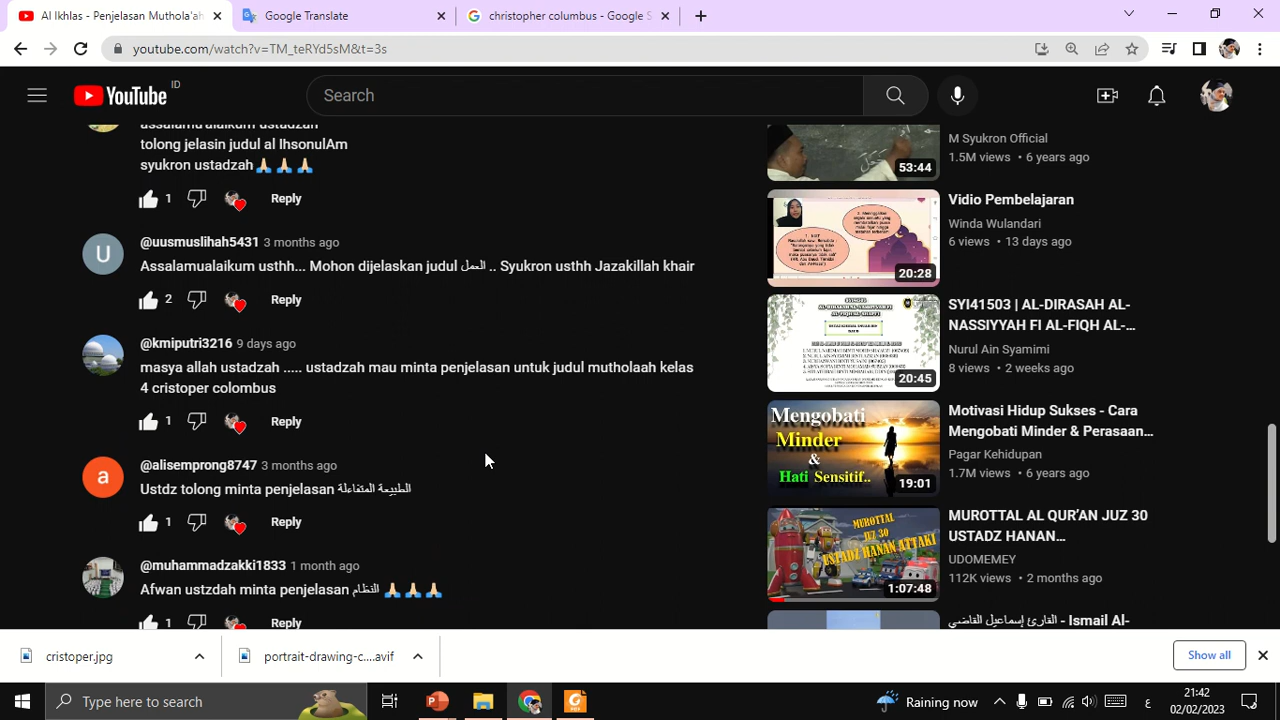 Al Ikhlas - Penjelasan Muthola'ah
Google Translate
christopher columbus - Google S
youtube.com/watch?v=TM_teRYd5sM&t=3s
YouTube ID
Search
assalamu'alaikum ustadzah
tolong jelasin judul al IhsonulAm
syukron ustadzah🙏🏻🙏🏻🙏🏻
1 Reply
U
@ustmuslihah5431 3 months ago
Assalamualaikum usthh... Mohon jelaskan judul العمل .. Syukron usthh Jazakillah khair
2 Reply
@kmiputri3216 9 days ago
ustadzah ..... ustadzah mau minta panjelasan untuk judul mutholeah kelas
4 cristoper colombus
1 Reply
a
@alisemprong8747 3 months ago
Ustdz tolong minta penjelasan الطبيعة المتفاعلة
1 Reply
@muhammadzakki1833 1 month ago
Afwan ustzdah minta penjelasan النظام 🙏🏻🙏🏻🙏🏻
1 Reply
M Syukron Official
1.5M views • 6 years ago
53:44
Vidio Pembelajaran
Winda Wulandari
6 views • 13 days ago
20:28
SYI41503 | AL-DIRASAH AL-
NASSIYYAH FI AL-FIQH AL-...
Nurul Ain Syamimi
8 views • 2 weeks ago
20:45
Mengobati
Minder
&
Hati Sensitif..
19:01
Motivasi Hidup Sukses - Cara
Mengobati Minder & Perasaan...
Pagar Kehidupan
1.7M views • 6 years ago
MUROTTAL
JUZ 30
USTADZ HANAN ATTAKI
1:07:48
MUROTTAL AL QUR'AN JUZ 30
USTADZ HANAN...
UDOMEMEY
112K views • 2 months ago
القارئ إسماعيل القاضي - Ismail Al-
cristoper.jpg
portrait-drawing-c....avif
Show all
Type here to search
Raining now
ع
21:42
02/02/2023